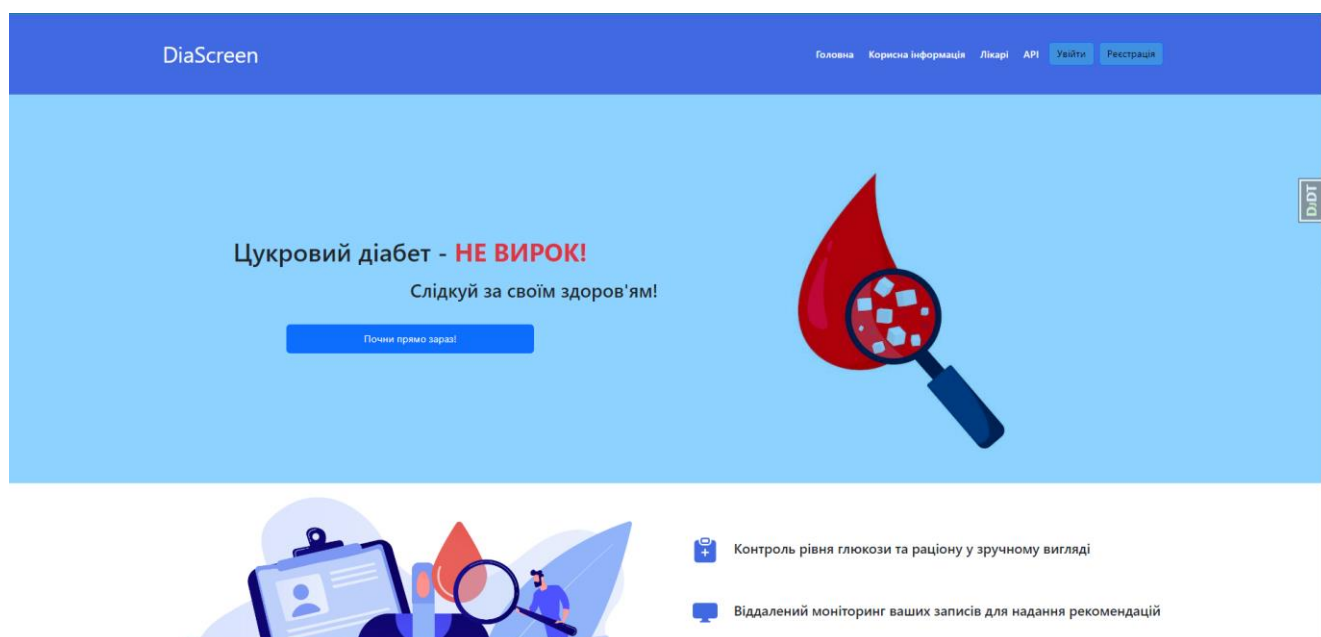 DiaScreen
Головна Корисна інформація Лікарі API Увійти Реєстрація
DJDT
Цукровий діабет - НЕ ВИРОК!
Слідкуй за своїм здоров'ям!
Почни прямо зараз!
Контроль рівня глюкози та раціону у зручному вигляді
Віддалений моніторинг ваших записів для надання рекомендацій